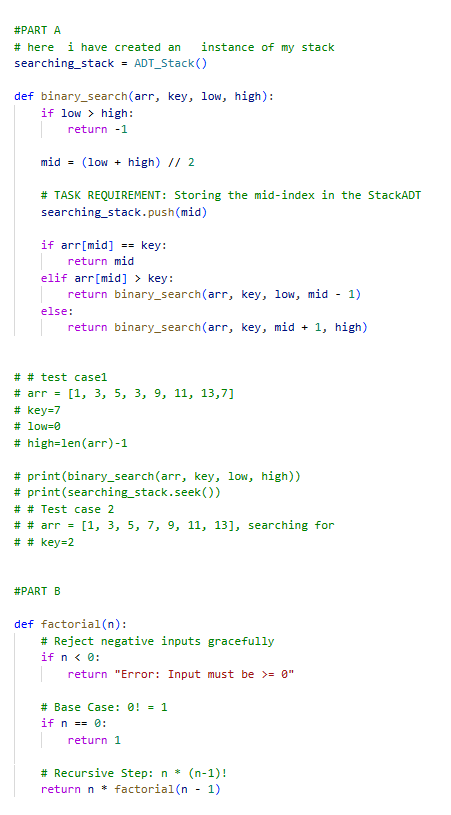 #PART A
# here  i have created an   instance of my stack
searching_stack = ADT_Stack()

def binary_search(arr, key, low, high):
    if low > high:
        return -1

    mid = (low + high) // 2

    # TASK REQUIREMENT: Storing the mid-index in the StackADT
    searching_stack.push(mid)

    if arr[mid] == key:
        return mid
    elif arr[mid] > key:
        return binary_search(arr, key, low, mid - 1)
    else:
        return binary_search(arr, key, mid + 1, high)


# # test case1
# arr = [1, 3, 5, 3, 9, 11, 13,7]
# key=7
# low=0
# high=len(arr)-1

# print(binary_search(arr, key, low, high))
# print(searching_stack.seek())
# # Test case 2
# # arr = [1, 3, 5, 7, 9, 11, 13], searching for
# # key=2


#PART B

def factorial(n):
    # Reject negative inputs gracefully
    if n < 0:
        return "Error: Input must be >= 0"

    # Base Case: 0! = 1
    if n == 0:
        return 1

    # Recursive Step: n * (n-1)!
    return n * factorial(n - 1)